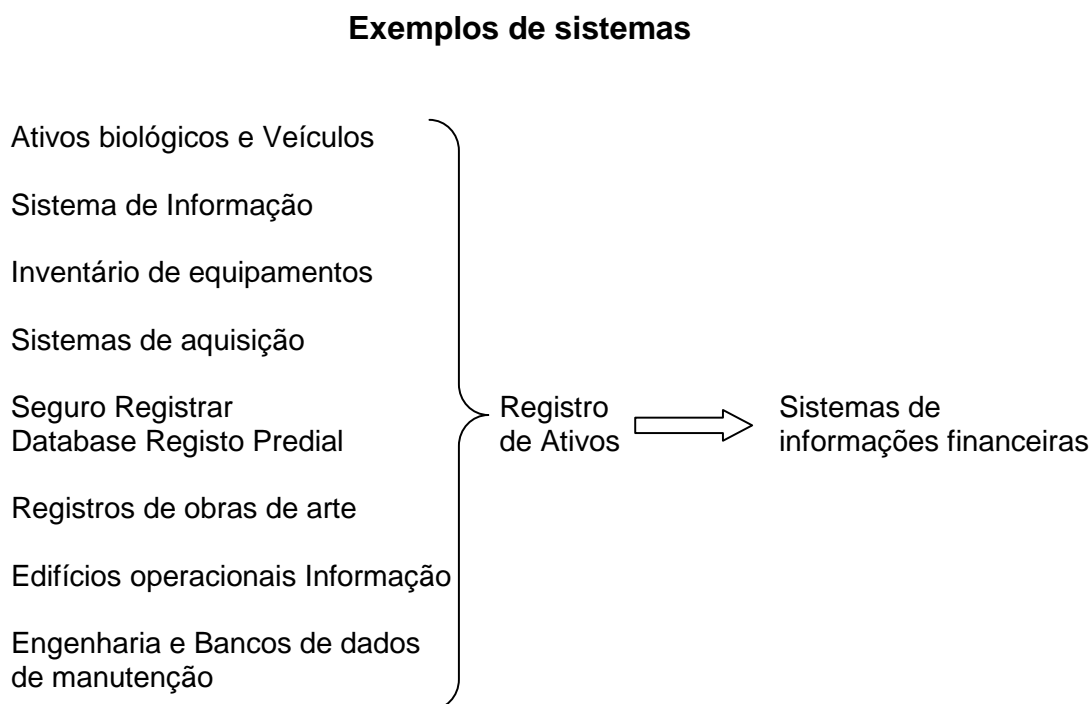 Exemplos de sistemas
Ativos biológicos e Veículos
Sistema de Informação
Inventário de equipamentos
Sistemas de aquisição
Seguro Registrar
Database Registo Predial
Registros de obras de arte
Edifícios operacionais Informação
Engenharia e Bancos de dados
de manutenção
Registro
de Ativos
Sistemas de
informações financeiras